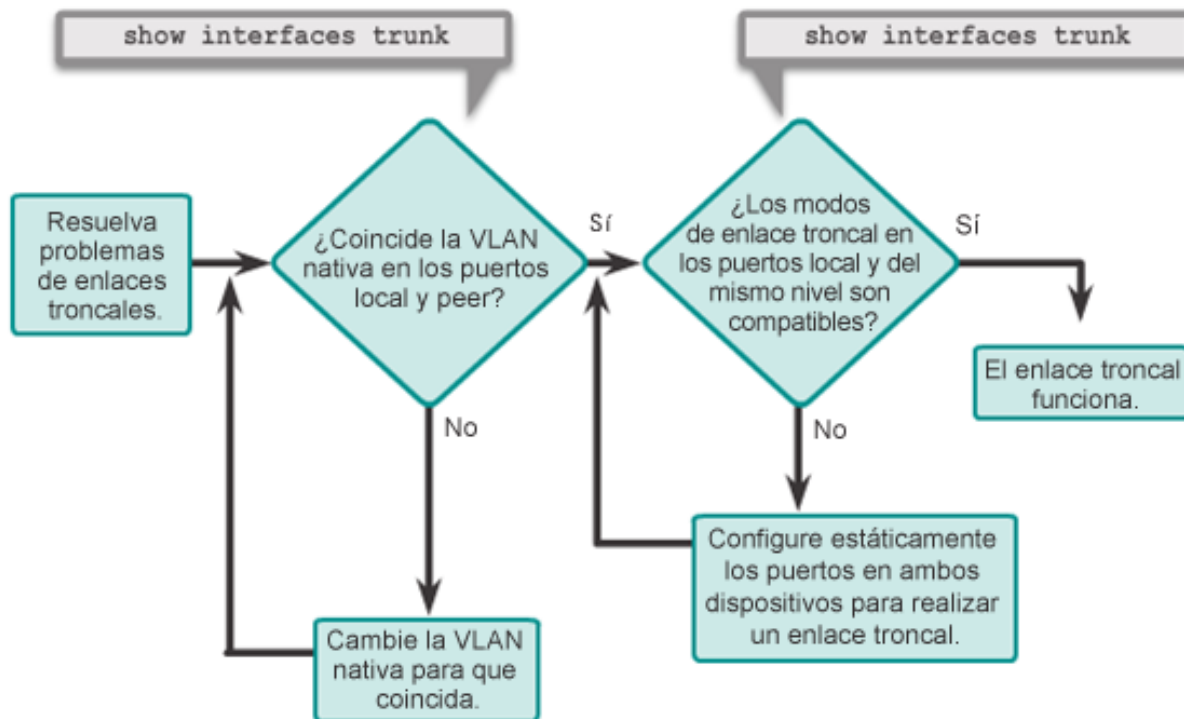 show interfaces trunk
show interfaces trunk
Resuelva
problemas
de enlaces
troncales.
¿Coincide la VLAN
nativa en los puertos
local y peer?
Sí
¿Los modos
de enlace troncal en
los puertos local y del
mismo nivel son
compatibles?
Sí
El enlace troncal
funciona.
No
No
Configure estáticamente
los puertos en ambos
dispositivos para realizar
un enlace troncal.
Cambie la VLAN
nativa para que
coincida.